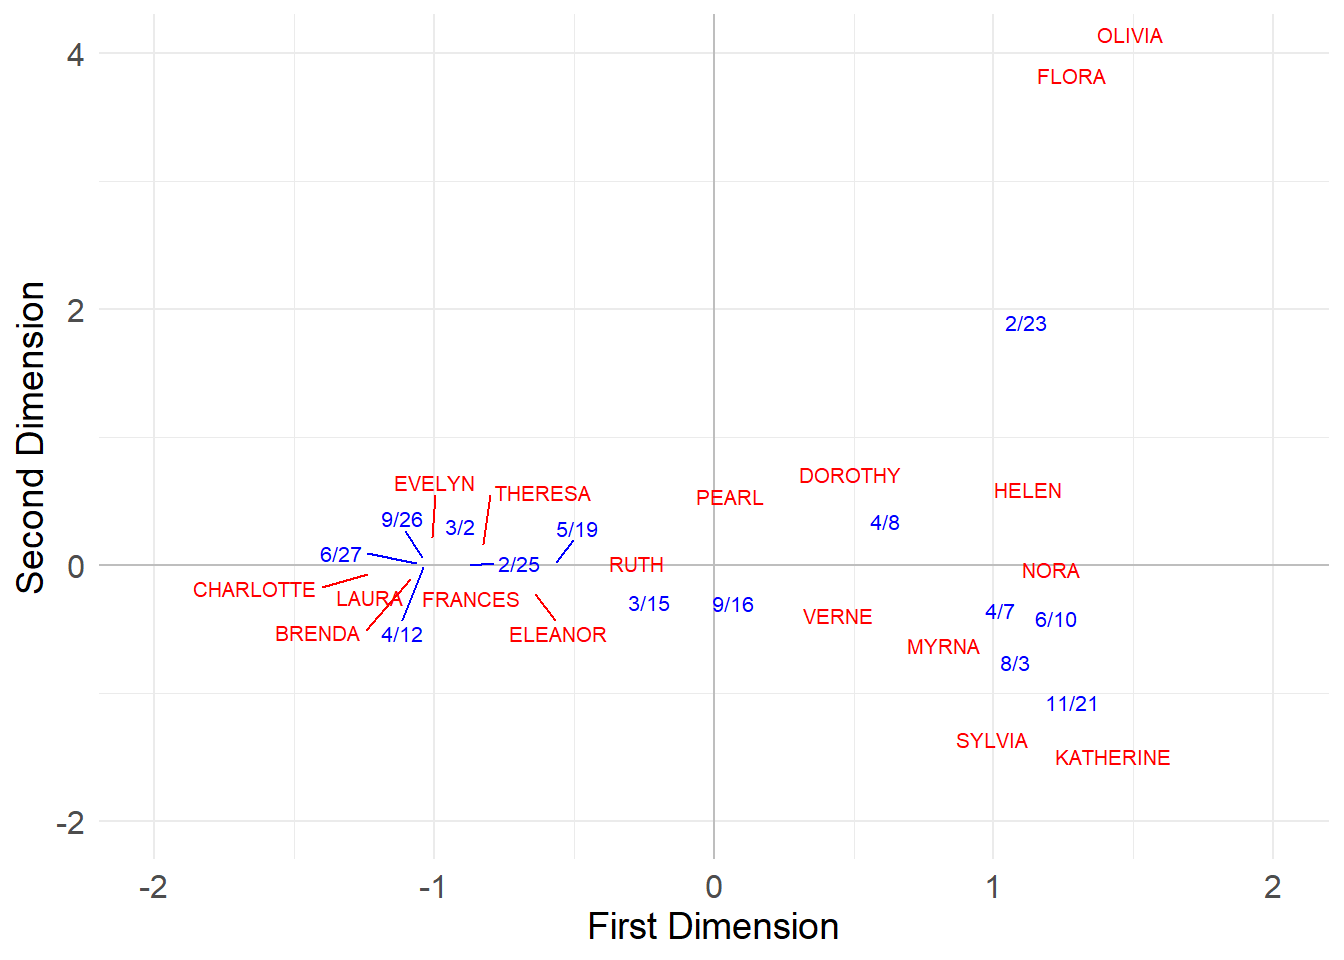 OLIVIA
4
FLORA
2
2/23
EVELYN
THERESA
PEARL
DOROTHY
HELEN
9/26
3/2
5/19
4/8
6/27
0
2/25
RUTH
NORA
CHARLOTTE
LAURA
FRANCES
3/15
9/16
VERNE
4/7
6/10
BRENDA
4/12
ELEANOR
MYRNA
8/3
11/21
SYLVIA
KATHERINE
-2
-2 -1 0 1 2
First Dimension
Second Dimension